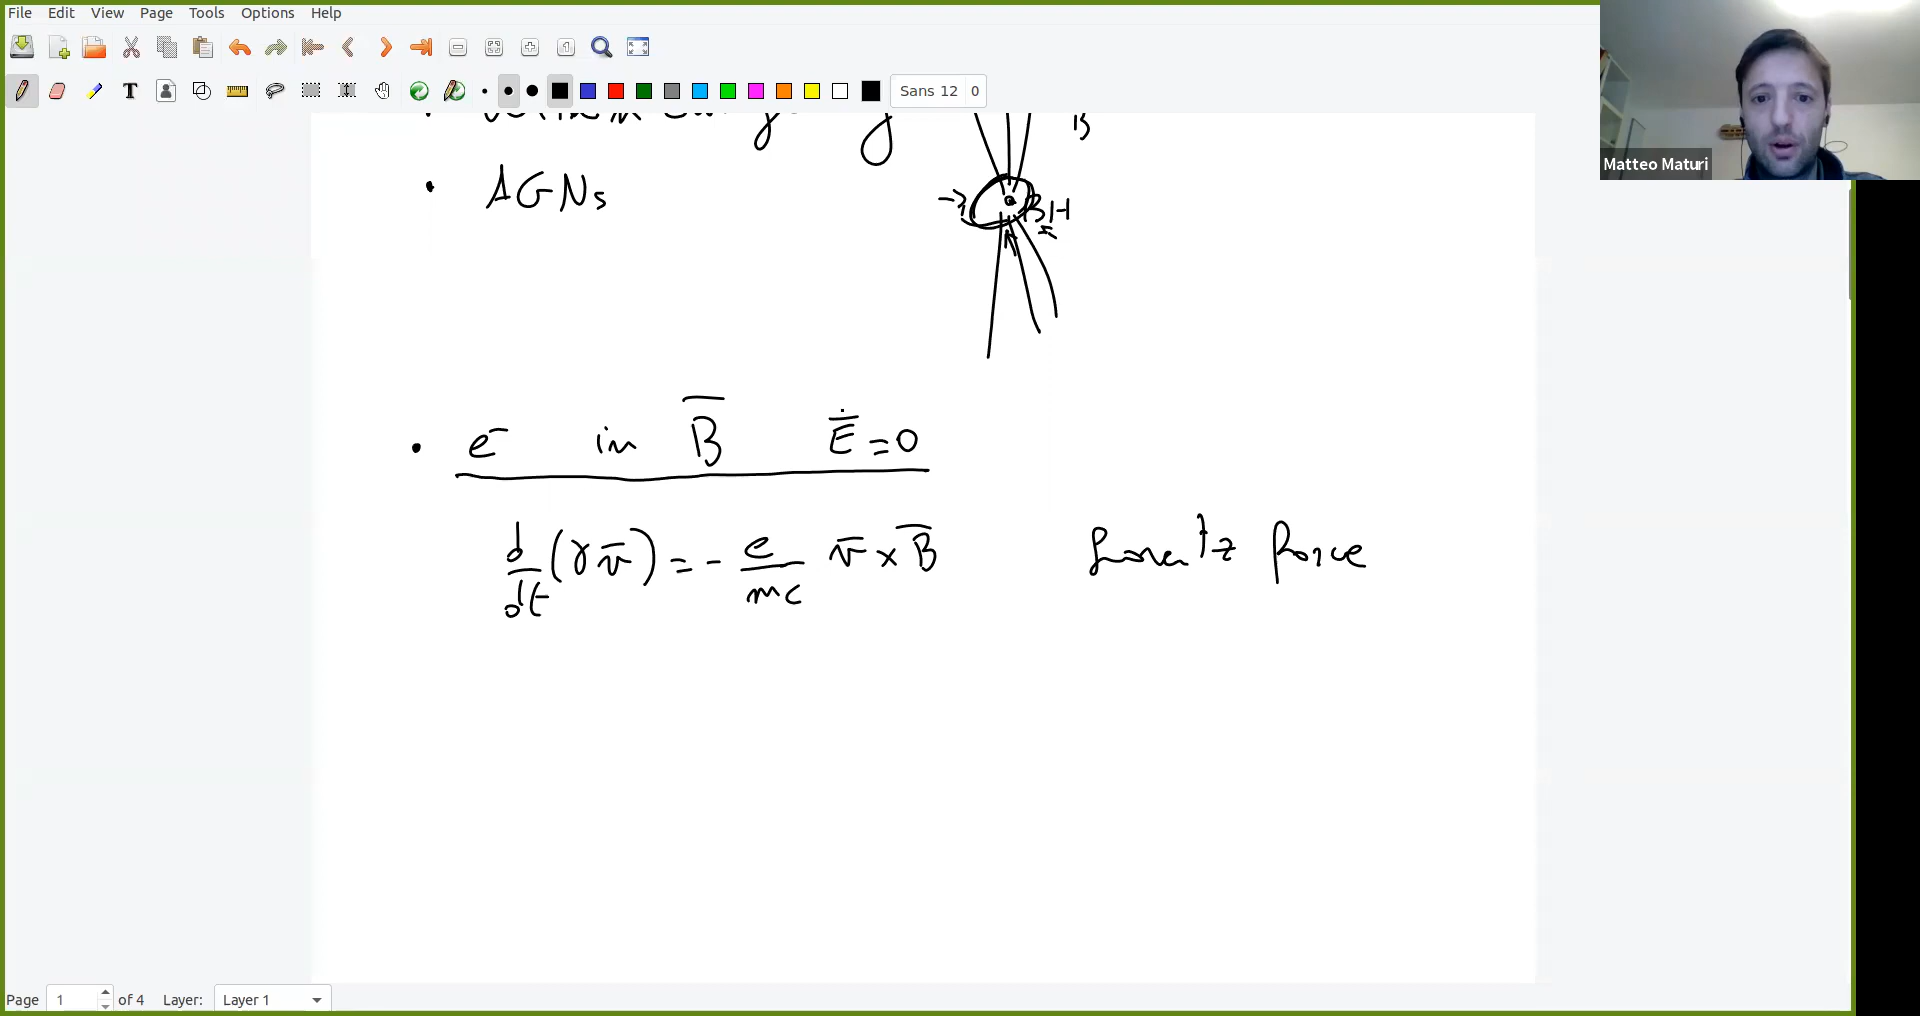 File Edit View Page Tools Options Help
Sans 12 0
Matteo Maturi
B
• AGNs
BH
• e⁻ in B̅ E̅=0
d/dt (γv̅) = - e/mc v̅ × B̅ Lorentz force
Page 1 of 4 Layer: Layer 1